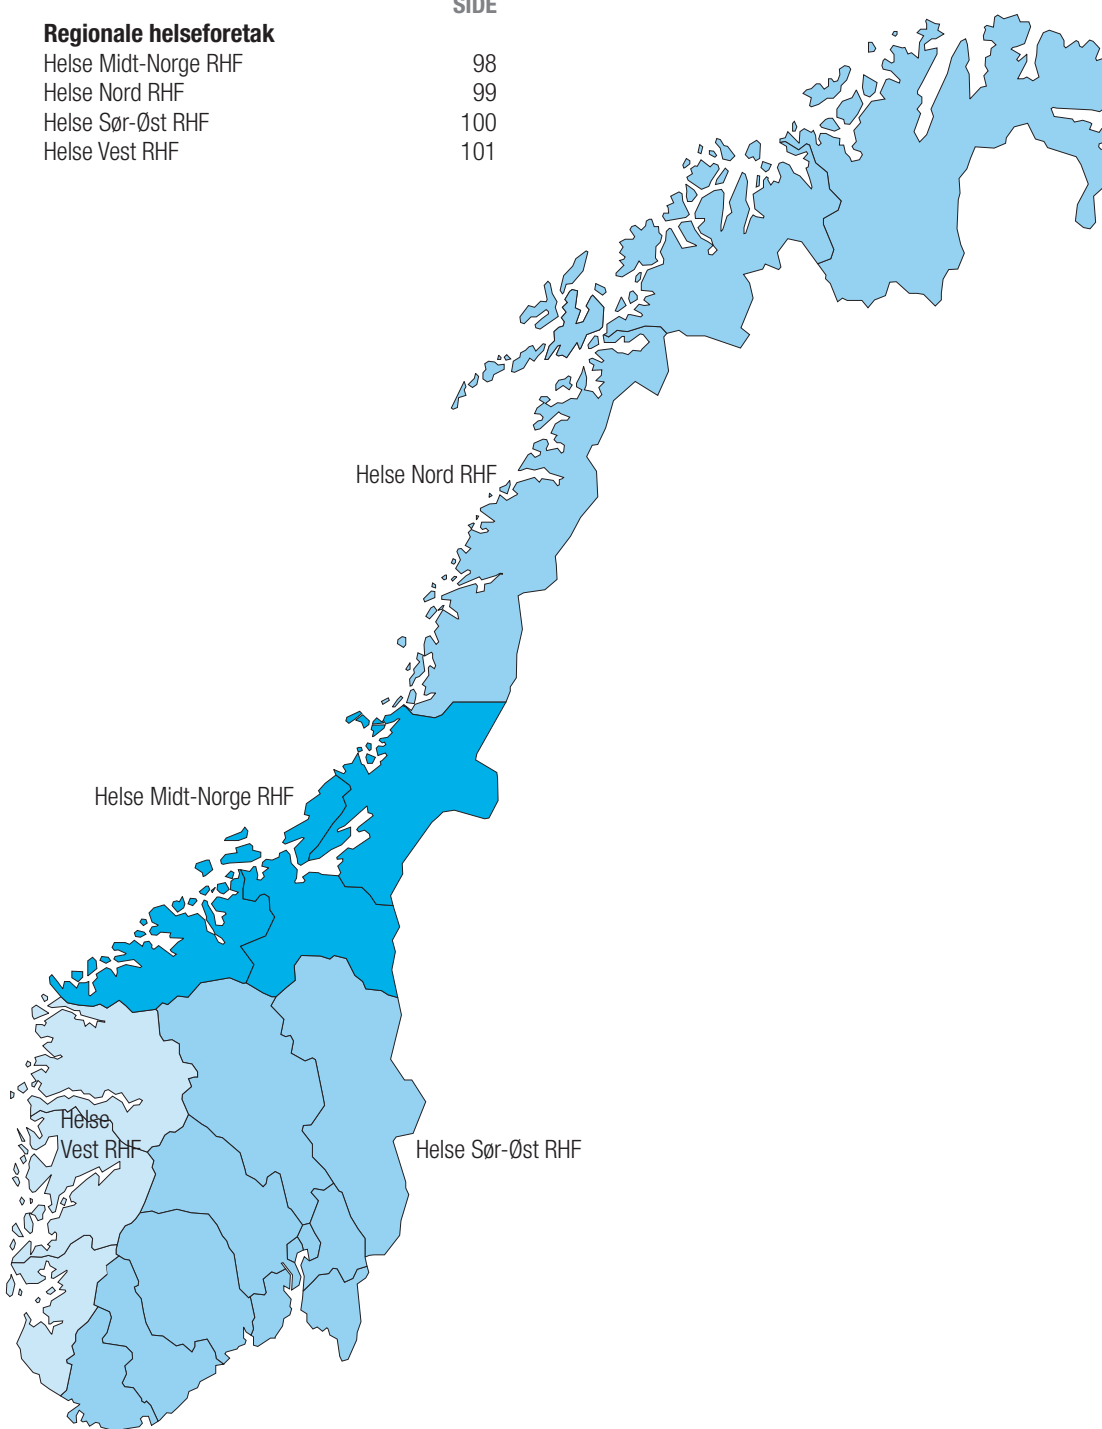 SIDE
Regionale helseforetak
Helse Midt-Norge RHF 98
Helse Nord RHF 99
Helse Sør-Øst RHF 100
Helse Vest RHF 101
Helse Nord RHF
Helse Midt-Norge RHF
Helse
Vest RHF
Helse Sør-Øst RHF